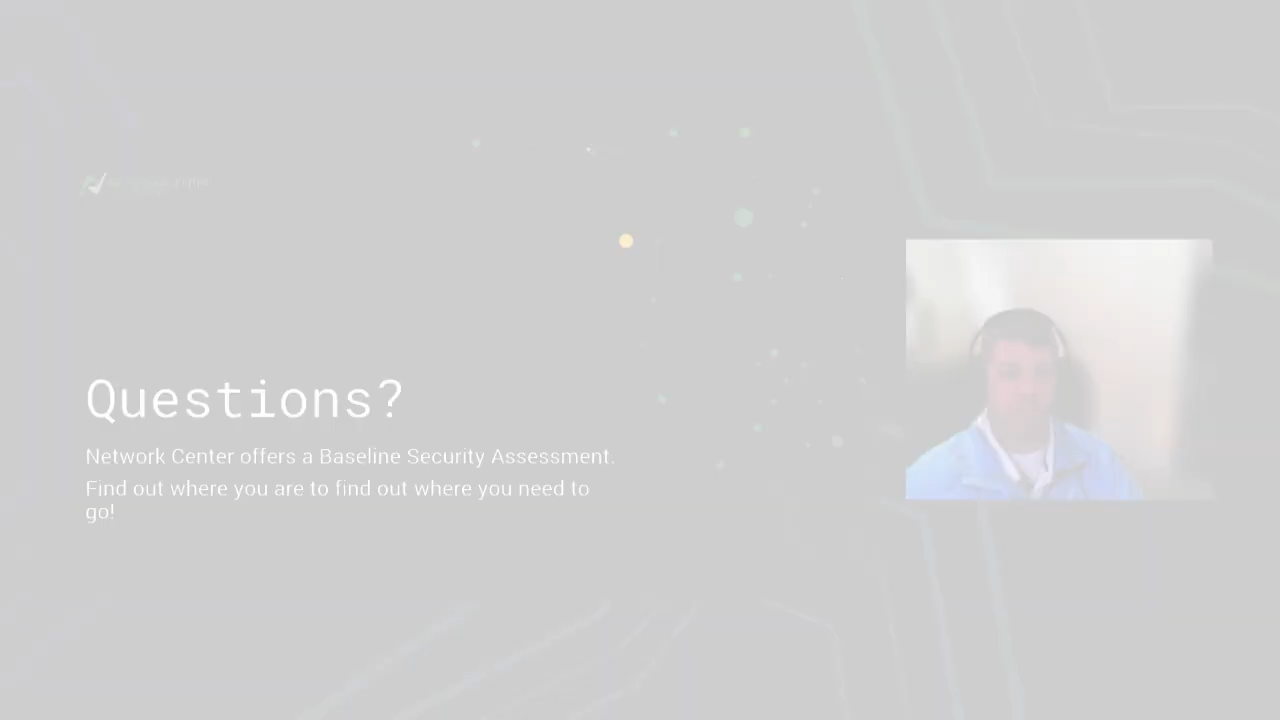 Questions?
Network Center offers a Baseline Security Assessment.
Find out where you are to find out where you need to
go!